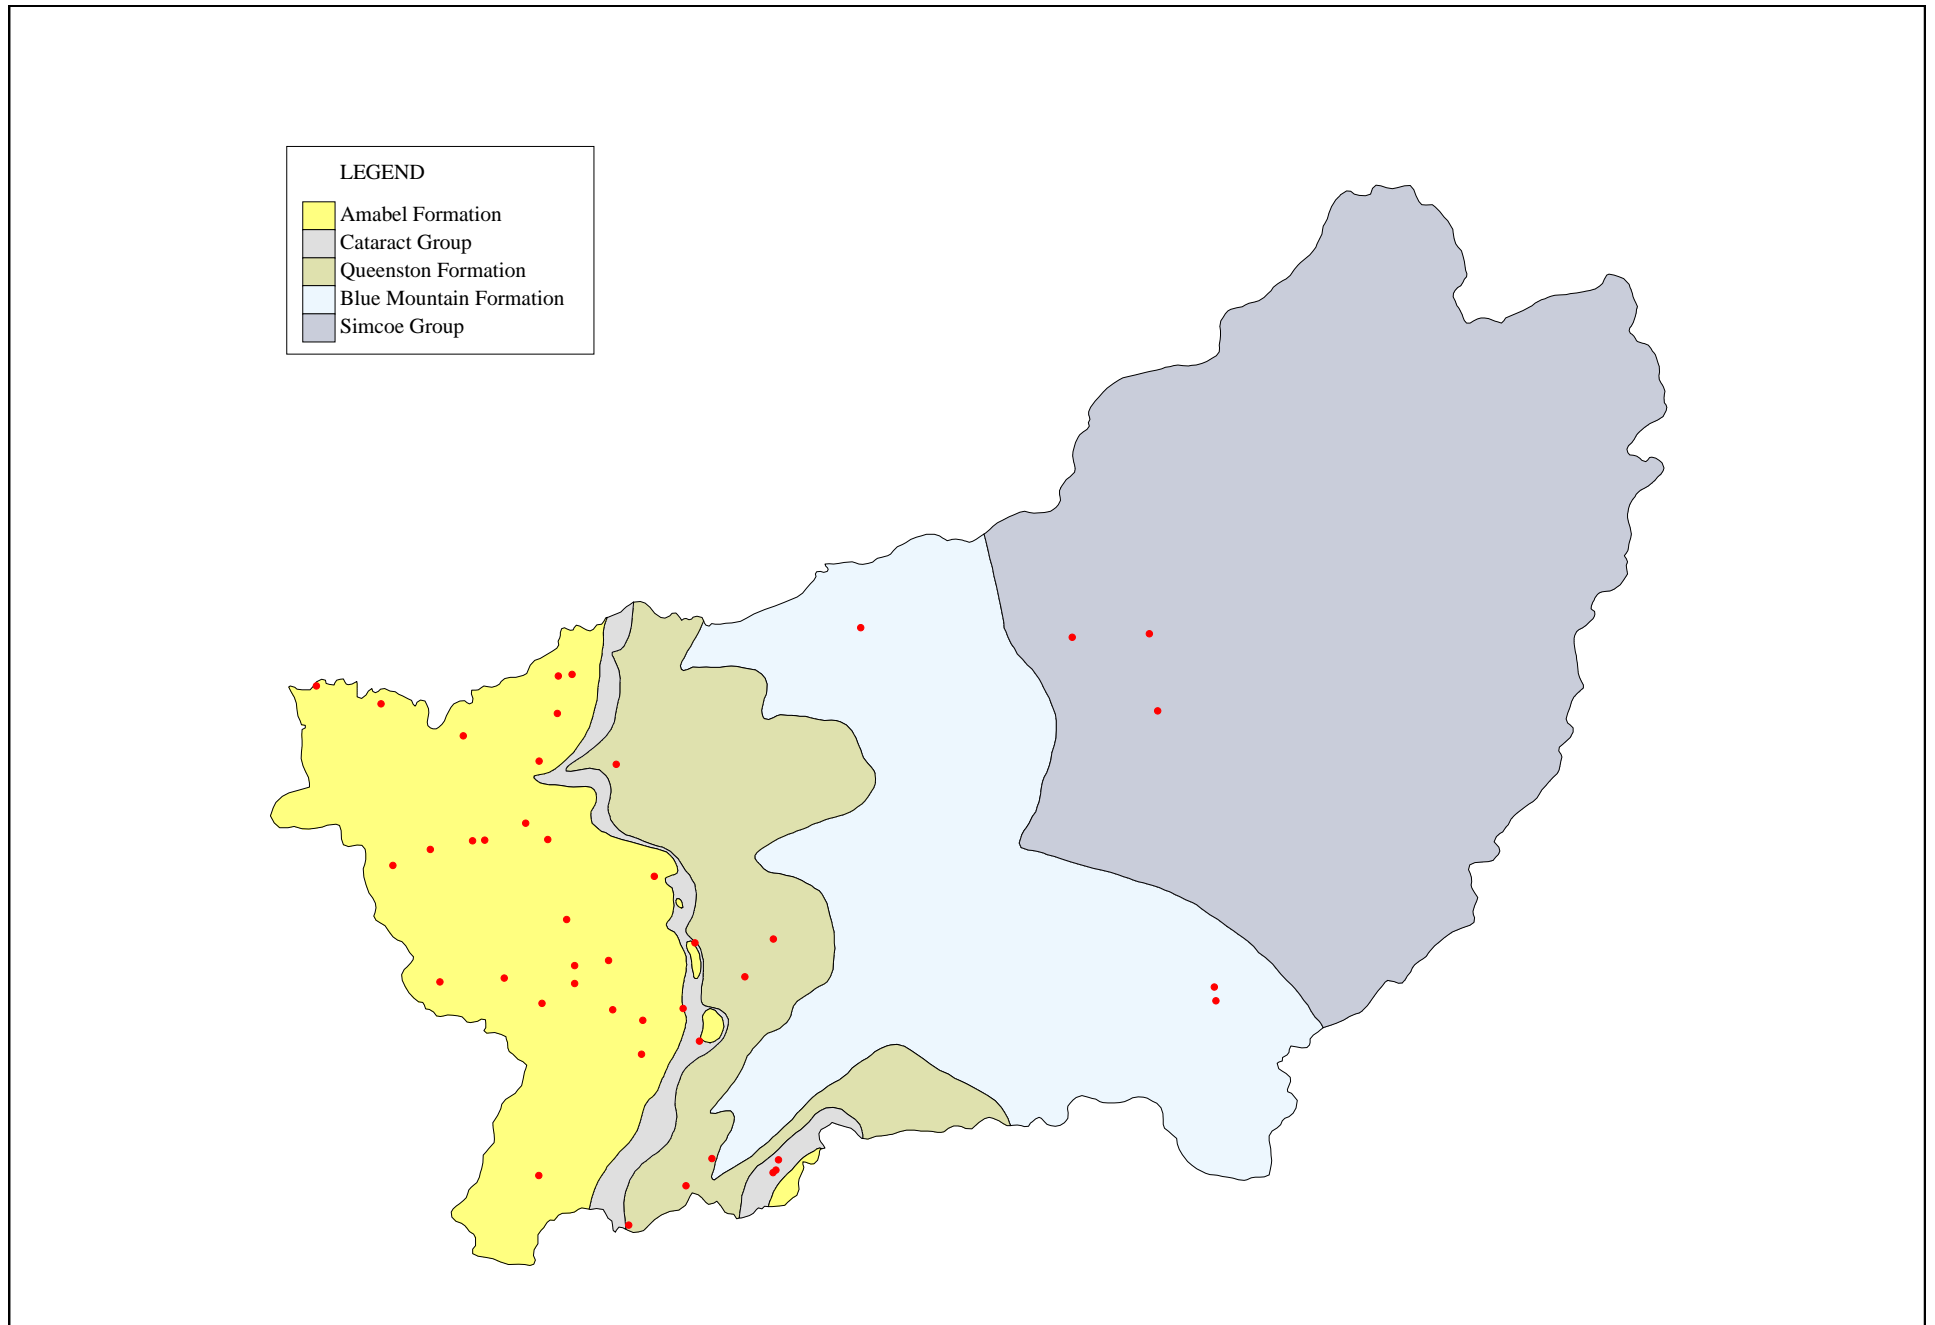 LEGEND
Amabel Formation
Cataract Group
Queenston Formation
Blue Mountain Formation
Simcoe Group